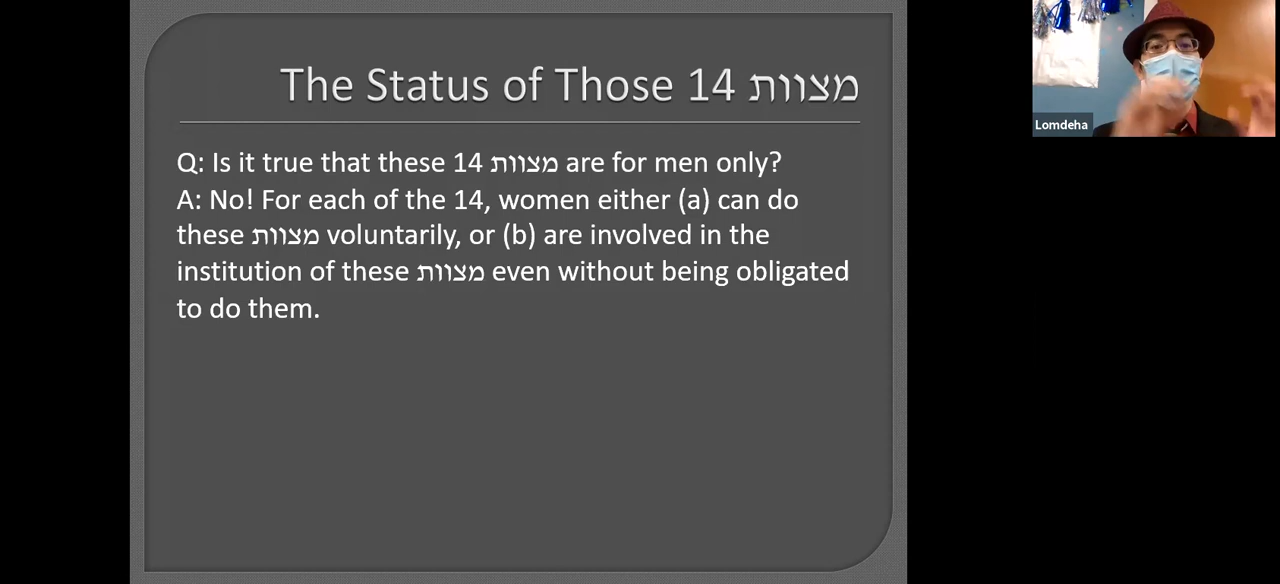 The Status of Those 14 מצוות
Q: Is it true that these 14 מצוות are for men only?
A: No! For each of the 14, women either (a) can do
these מצוות voluntarily, or (b) are involved in the
institution of these מצוות even without being obligated
to do them.
Lomdeha